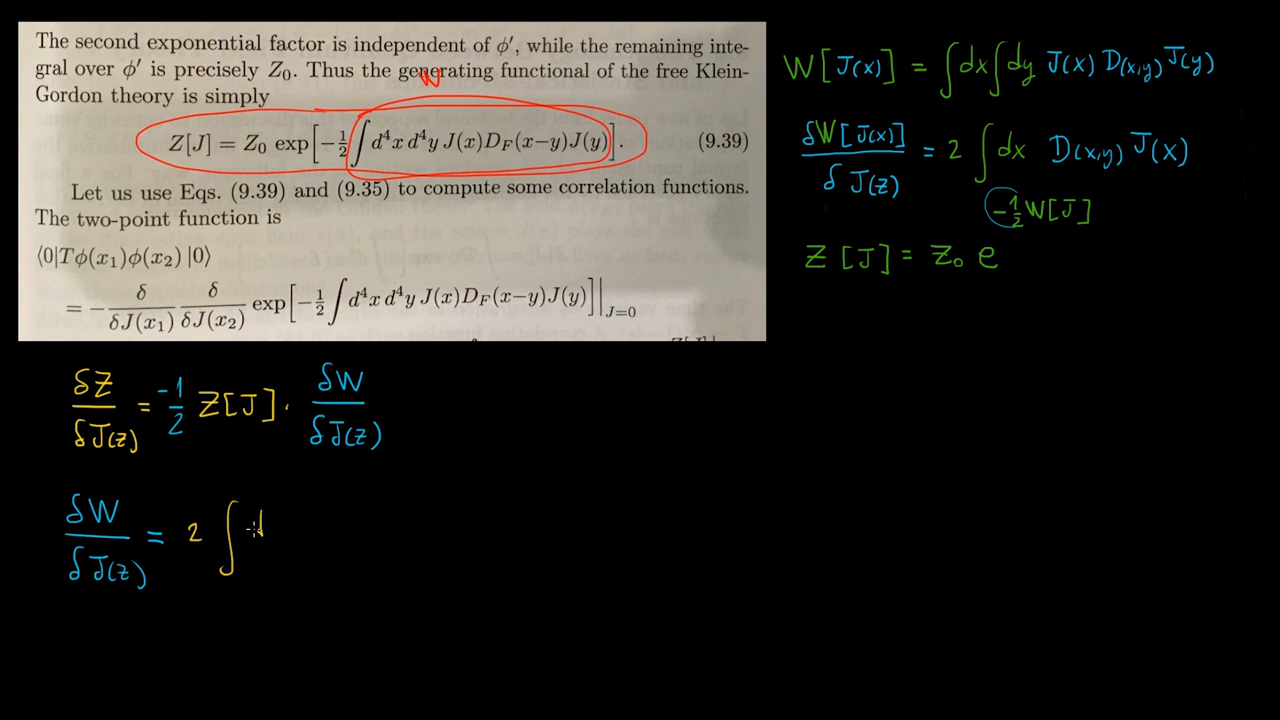 The second exponential factor is independent of ϕ′, while the remaining inte-
gral over ϕ′ is precisely Z₀. Thus the generating functional of the free Klein-
Gordon theory is simply
W
Z[J] = Z₀ exp[−½ ∫ d⁴x d⁴y J(x)D_F(x−y)J(y)]. (9.39)
Let us use Eqs. (9.39) and (9.35) to compute some correlation functions.
The two-point function is
⟨0|Tϕ(x₁)ϕ(x₂)|0⟩
= − δ/δJ(x₁) δ/δJ(x₂) exp[−½ ∫ d⁴x d⁴y J(x)D_F(x−y)J(y)]|_{J=0}
W[J(x)] = ∫dx∫dy J(x) D(x,y) J(y)
δW[J(x)]/δJ(z) = 2 ∫ dx D(x,y) J(x)
Z[J] = Z₀ e^{−½W[J]}
δZ/δJ(z) = −1/2 Z[J] · δW/δJ(z)
δW/δJ(z) = 2 ∫ d